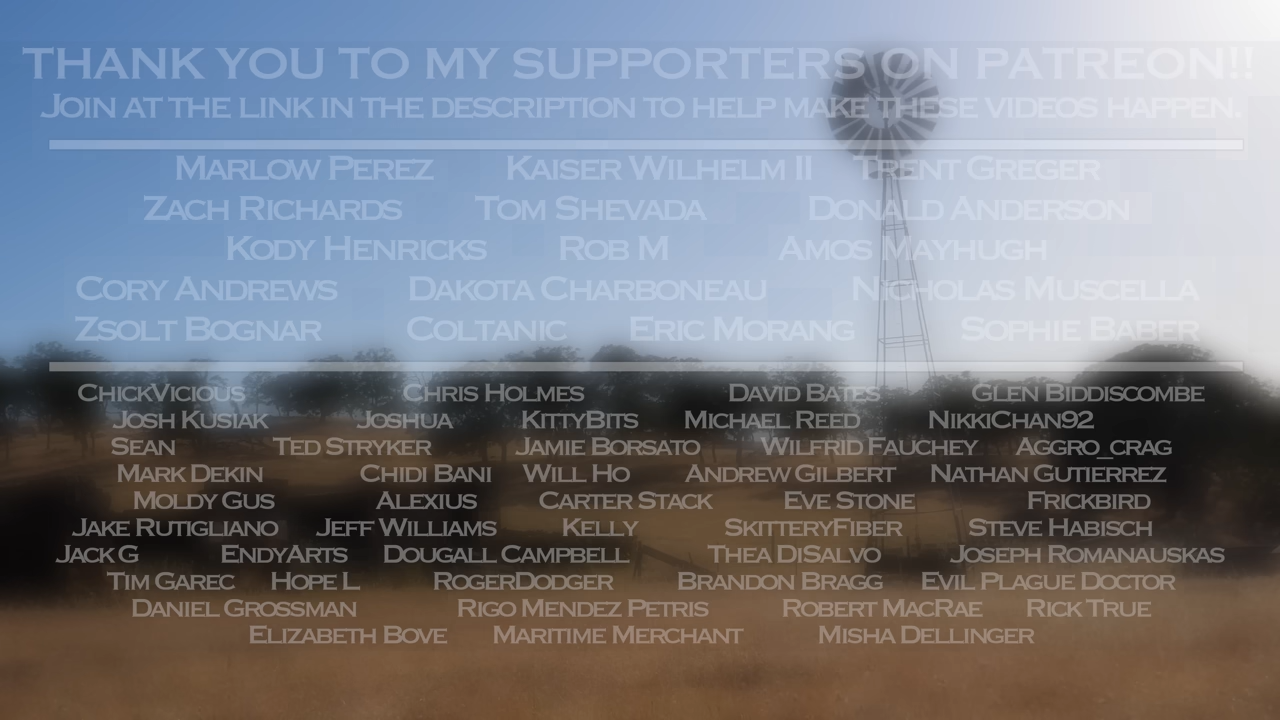 THANK YOU TO MY SUPPORTERS ON PATREON!!
JOIN AT THE LINK IN THE DESCRIPTION TO HELP MAKE THESE VIDEOS HAPPEN.
MARLOW PEREZ KAISER WILHELM II TRENT GREGER
ZACH RICHARDS TOM SHEVADA DONALD ANDERSON
KODY HENRICKS ROB M AMOS MAYHUGH
CORY ANDREWS DAKOTA CHARBONEAU NICHOLAS MUSCELLA
ZSOLT BOGNAR COLTANIC ERIC MORANG SOPHIE BABER
CHICKVICIOUS CHRIS HOLMES DAVID BATES GLEN BIDDISCOMBE
JOSH KUSIAK JOSHUA KITTYBITS MICHAEL REED NIKKICHAN92
SEAN TED STRYKER JAMIE BORSATO WILFRID FAUCHEY AGGRO_CRAG
MARK DEKIN CHIDI BANI WILL HO ANDREW GILBERT NATHAN GUTIERREZ
MOLDY GUS ALEXIUS CARTER STACK EVE STONE FRICKBIRD
JAKE RUTIGLIANO JEFF WILLIAMS KELLY SKITTERYFIBER STEVE HABISCH
JACK G ENDYARTS DOUGALL CAMPBELL THEA DISALVO JOSEPH ROMANAUSKAS
TIM GAREC HOPE L ROGERDODGER BRANDON BRAGG EVIL PLAGUE DOCTOR
DANIEL GROSSMAN RIGO MENDEZ PETRIS ROBERT MACRAE RICK TRUE
ELIZABETH BOVE MARITIME MERCHANT MISHA DELLINGER